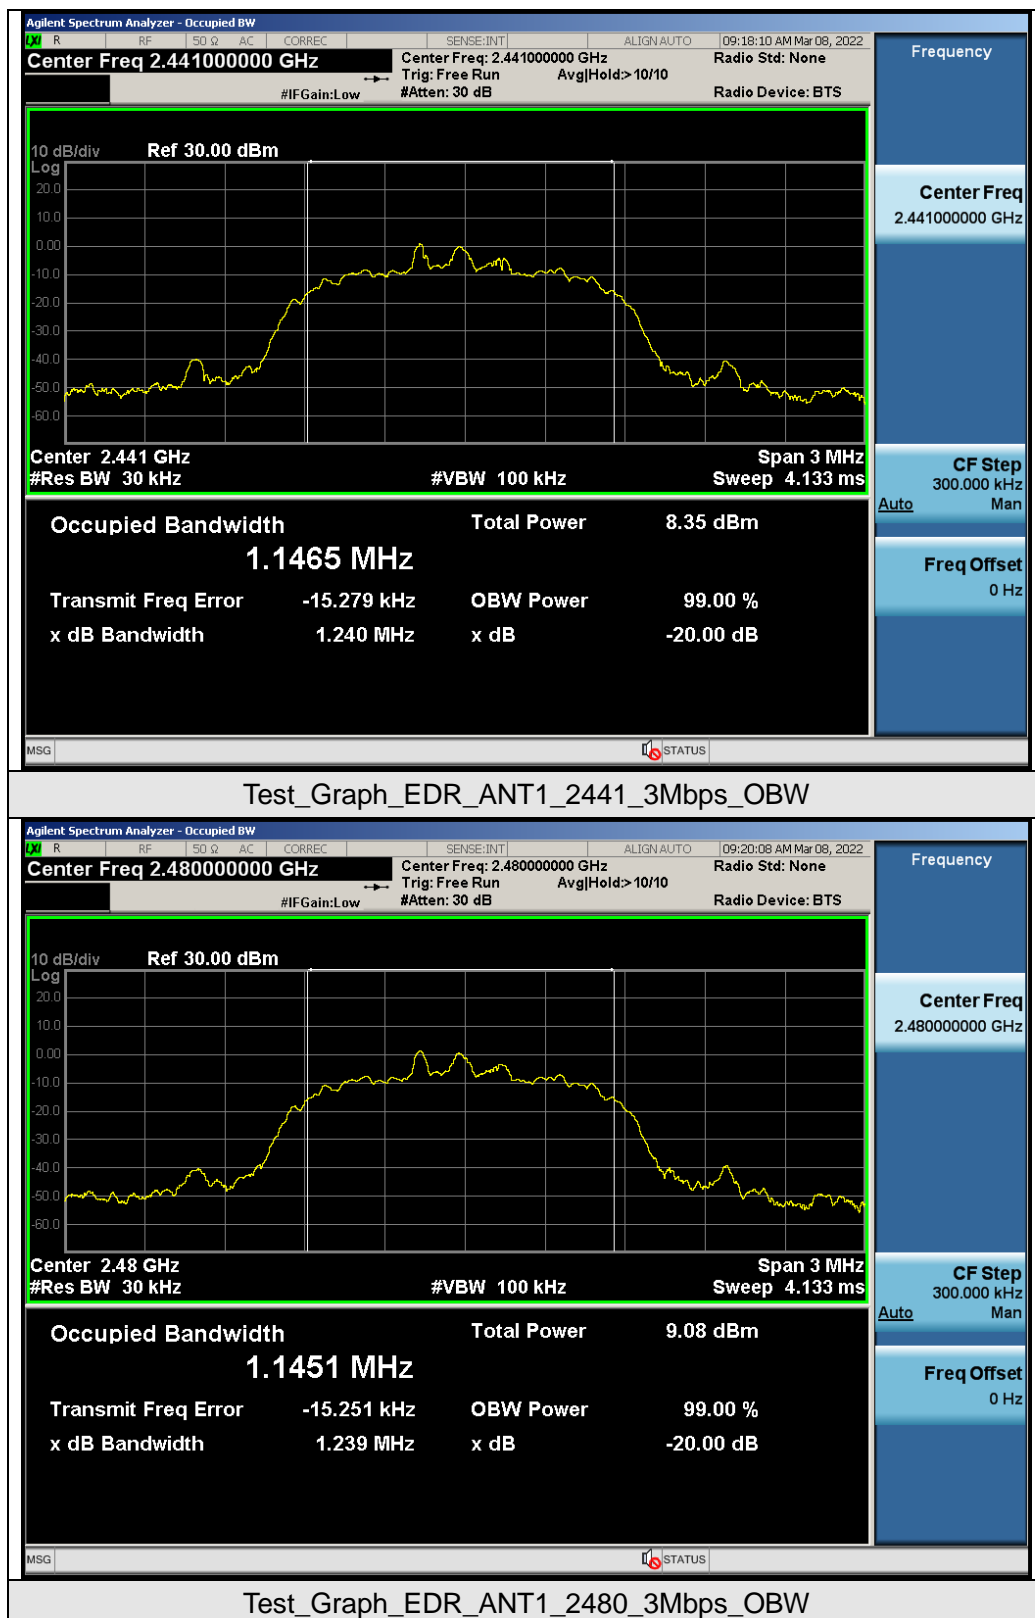 Agilent Spectrum Analyzer - Occupied BW
LXI R RF 50 Ω AC CORREC SENSE:INT ALIGN AUTO 09:18:10 AM Mar 08, 2022
Center Freq 2.441000000 GHz
Center Freq: 2.441000000 GHz Radio Std: None
Trig: Free Run Avg|Hold:> 10/10
#IFGain:Low #Atten: 30 dB Radio Device: BTS
Frequency
10 dB/div Ref 30.00 dBm
Log
20.0
10.0
0.00
-10.0
-20.0
-30.0
-40.0
-50.0
-60.0
Center 2.441 GHz Span 3 MHz
#Res BW 30 kHz #VBW 100 kHz Sweep 4.133 ms
Center Freq
2.441000000 GHz
CF Step
300.000 kHz
Auto Man
Freq Offset
0 Hz
Occupied Bandwidth Total Power 8.35 dBm
1.1465 MHz
Transmit Freq Error -15.279 kHz OBW Power 99.00 %
x dB Bandwidth 1.240 MHz x dB -20.00 dB
MSG STATUS
Test_Graph_EDR_ANT1_2441_3Mbps_OBW
Agilent Spectrum Analyzer - Occupied BW
LXI R RF 50 Ω AC CORREC SENSE:INT ALIGN AUTO 09:20:08 AM Mar 08, 2022
Center Freq 2.480000000 GHz
Center Freq: 2.480000000 GHz Radio Std: None
Trig: Free Run Avg|Hold:> 10/10
#IFGain:Low #Atten: 30 dB Radio Device: BTS
Frequency
10 dB/div Ref 30.00 dBm
Log
20.0
10.0
0.00
-10.0
-20.0
-30.0
-40.0
-50.0
-60.0
Center 2.48 GHz Span 3 MHz
#Res BW 30 kHz #VBW 100 kHz Sweep 4.133 ms
Center Freq
2.480000000 GHz
CF Step
300.000 kHz
Auto Man
Freq Offset
0 Hz
Occupied Bandwidth Total Power 9.08 dBm
1.1451 MHz
Transmit Freq Error -15.251 kHz OBW Power 99.00 %
x dB Bandwidth 1.239 MHz x dB -20.00 dB
MSG STATUS
Test_Graph_EDR_ANT1_2480_3Mbps_OBW